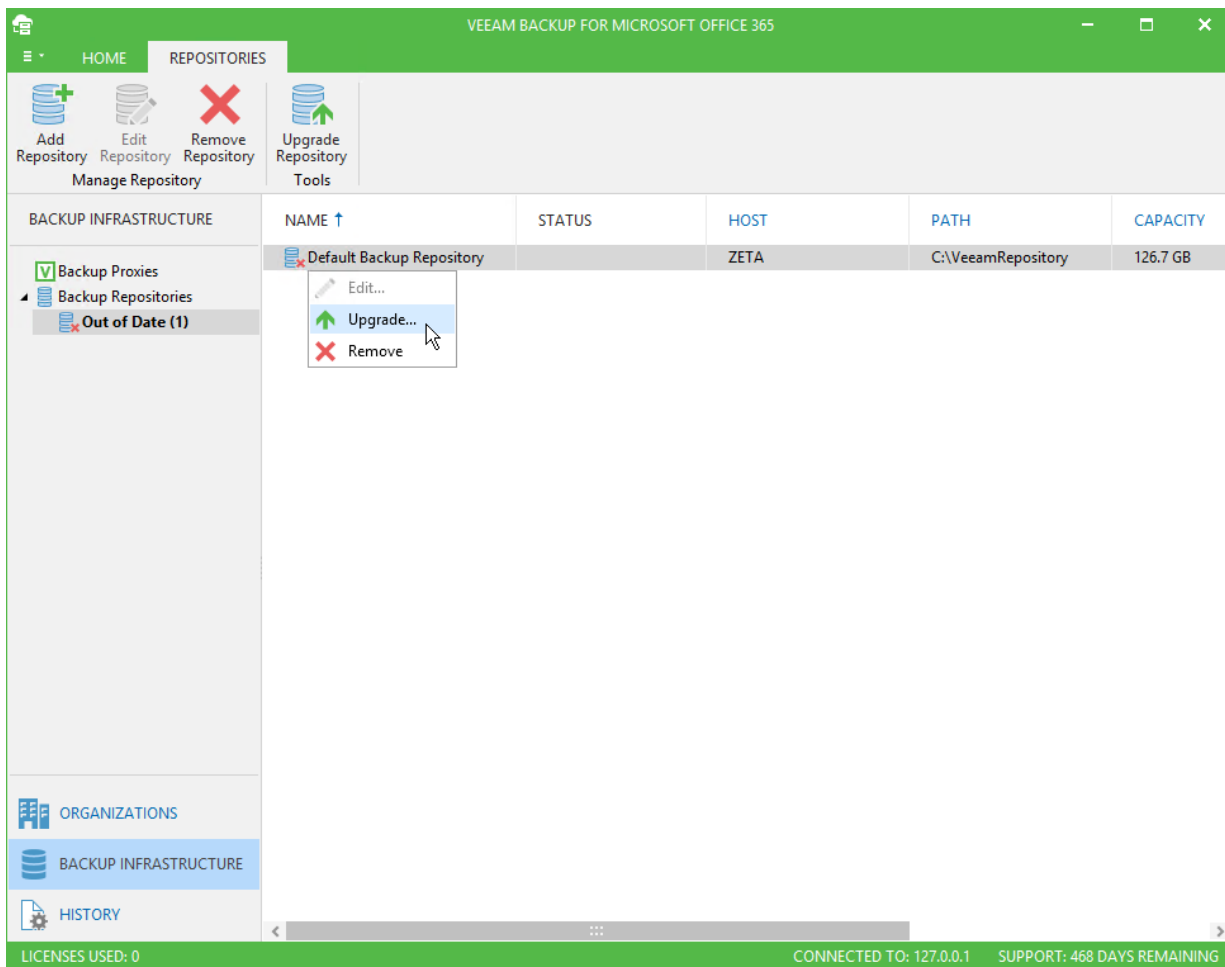 VEEAM BACKUP FOR MICROSOFT OFFICE 365
HOME REPOSITORIES
Add Repository
Edit Repository
Remove Repository
Upgrade Repository
Manage Repository
Tools
BACKUP INFRASTRUCTURE
NAME STATUS HOST PATH CAPACITY
Default Backup Repository ZETA C:\VeeamRepository 126.7 GB
Backup Proxies
Backup Repositories
Out of Date (1)
Edit...
Upgrade...
Remove
ORGANIZATIONS
BACKUP INFRASTRUCTURE
HISTORY
LICENSES USED: 0 CONNECTED TO: 127.0.0.1 SUPPORT: 468 DAYS REMAINING